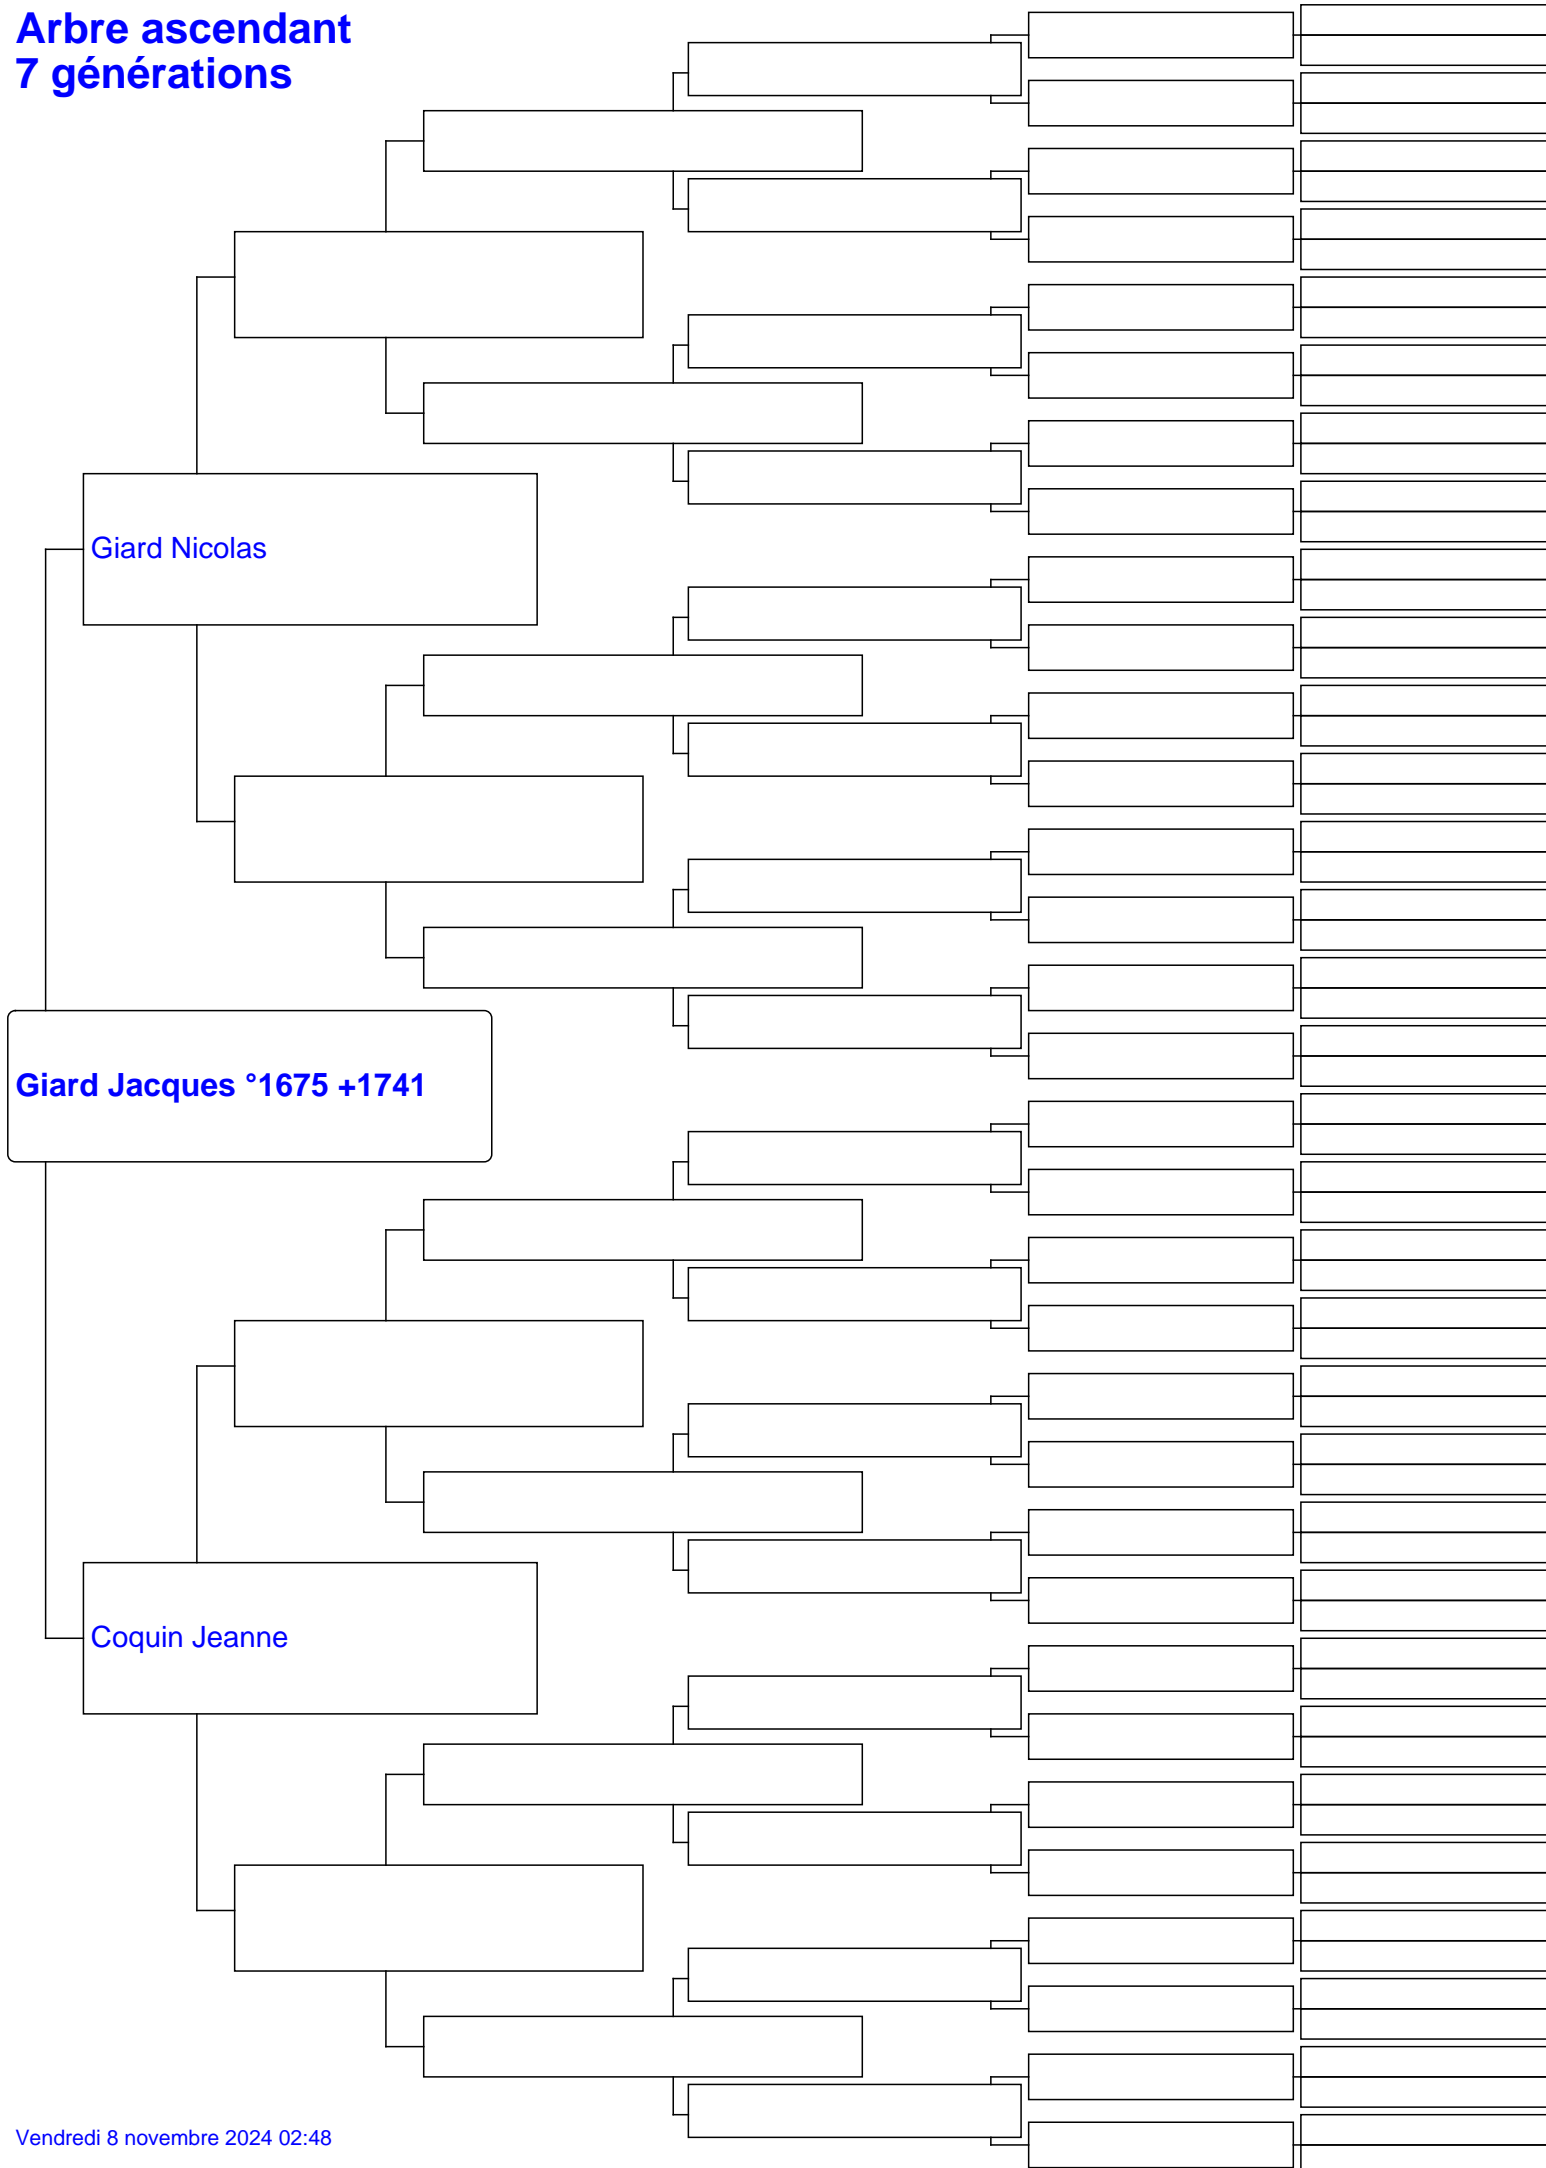 Arbre ascendant
7 générations
Giard Nicolas
Giard Jacques °1675 +1741
Coquin Jeanne
Vendredi 8 novembre 2024 02:48